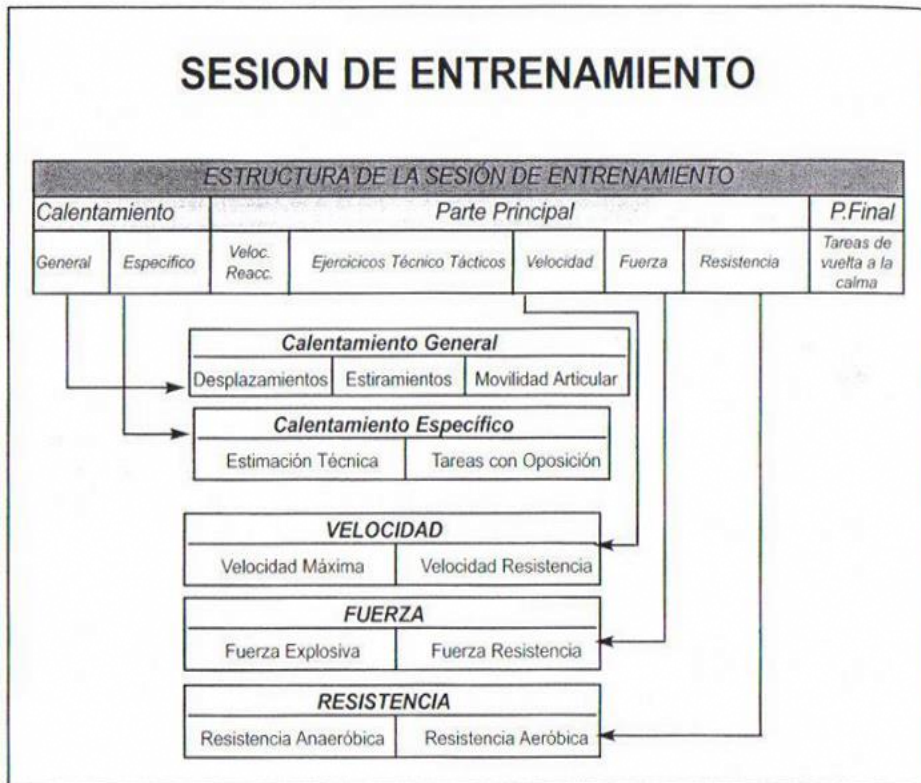 SESION DE ENTRENAMIENTO
ESTRUCTURA DE LA SESIÓN DE ENTRENAMIENTO
Calentamiento Parte Principal P.Final
General Específico Veloc. Reacc. Ejercicicos Técnico Tácticos Velocidad Fuerza Resistencia Tareas de vuelta a la calma
Calentamiento General
Desplazamientos Estiramientos Movilidad Articular
Calentamiento Específico
Estimación Técnica Tareas con Oposición
VELOCIDAD
Velocidad Máxima Velocidad Resistencia
FUERZA
Fuerza Explosiva Fuerza Resistencia
RESISTENCIA
Resistencia Anaeróbica Resistencia Aeróbica